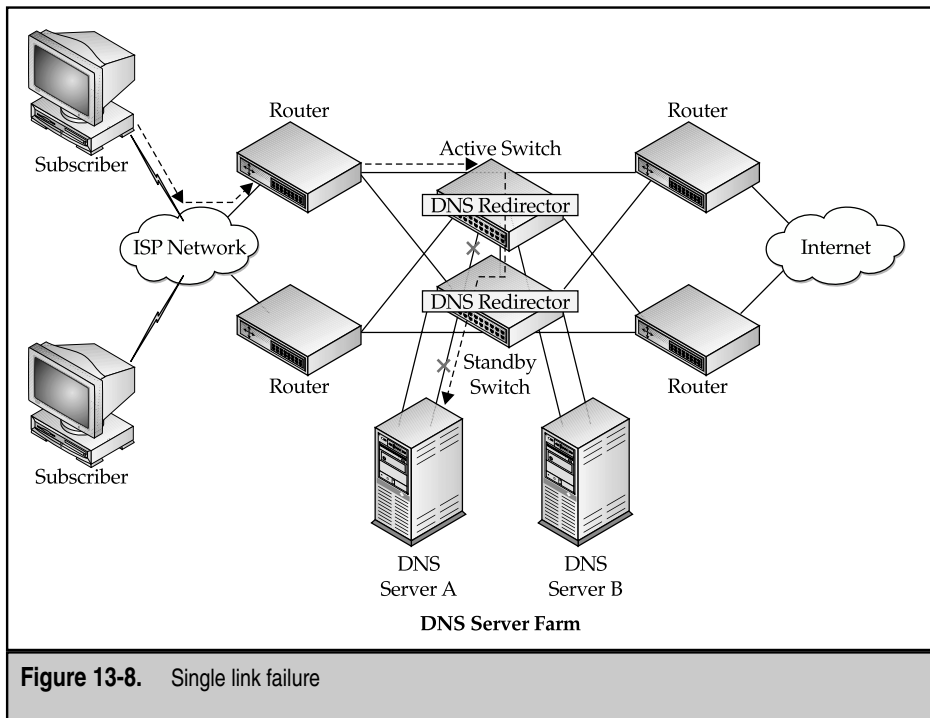 Router
Router
Active Switch
Subscriber
DNS Redirector
ISP Network
Internet
DNS Redirector
Router
Standby
Switch
Router
Subscriber
DNS
Server A
DNS
Server B
DNS Server Farm
Figure 13-8. Single link failure